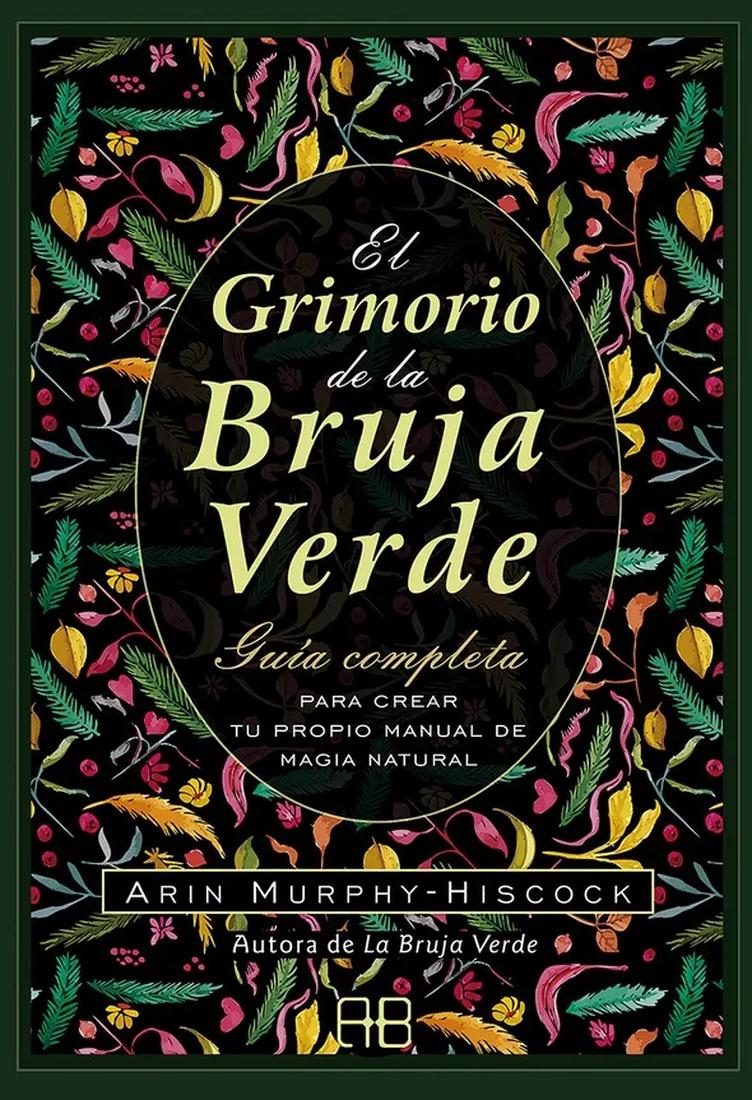 El
Grimorio
de la
Bruja
Verde
Guía completa
PARA CREAR
TU PROPIO MANUAL DE
MAGIA NATURAL
ARIN MURPHY-HISCOCK
Autora de La Bruja Verde
AB